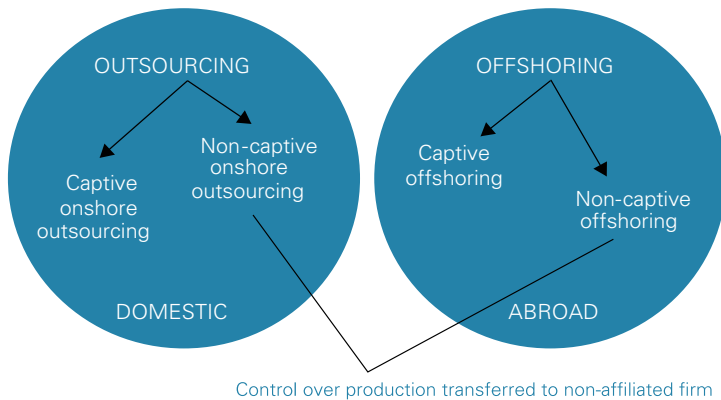 OUTSOURCING
Captive
onshore
outsourcing
Non-captive
onshore
outsourcing
DOMESTIC
OFFSHORING
Captive
offshoring
Non-captive
offshoring
ABROAD
Control over production transferred to non-affiliated firm